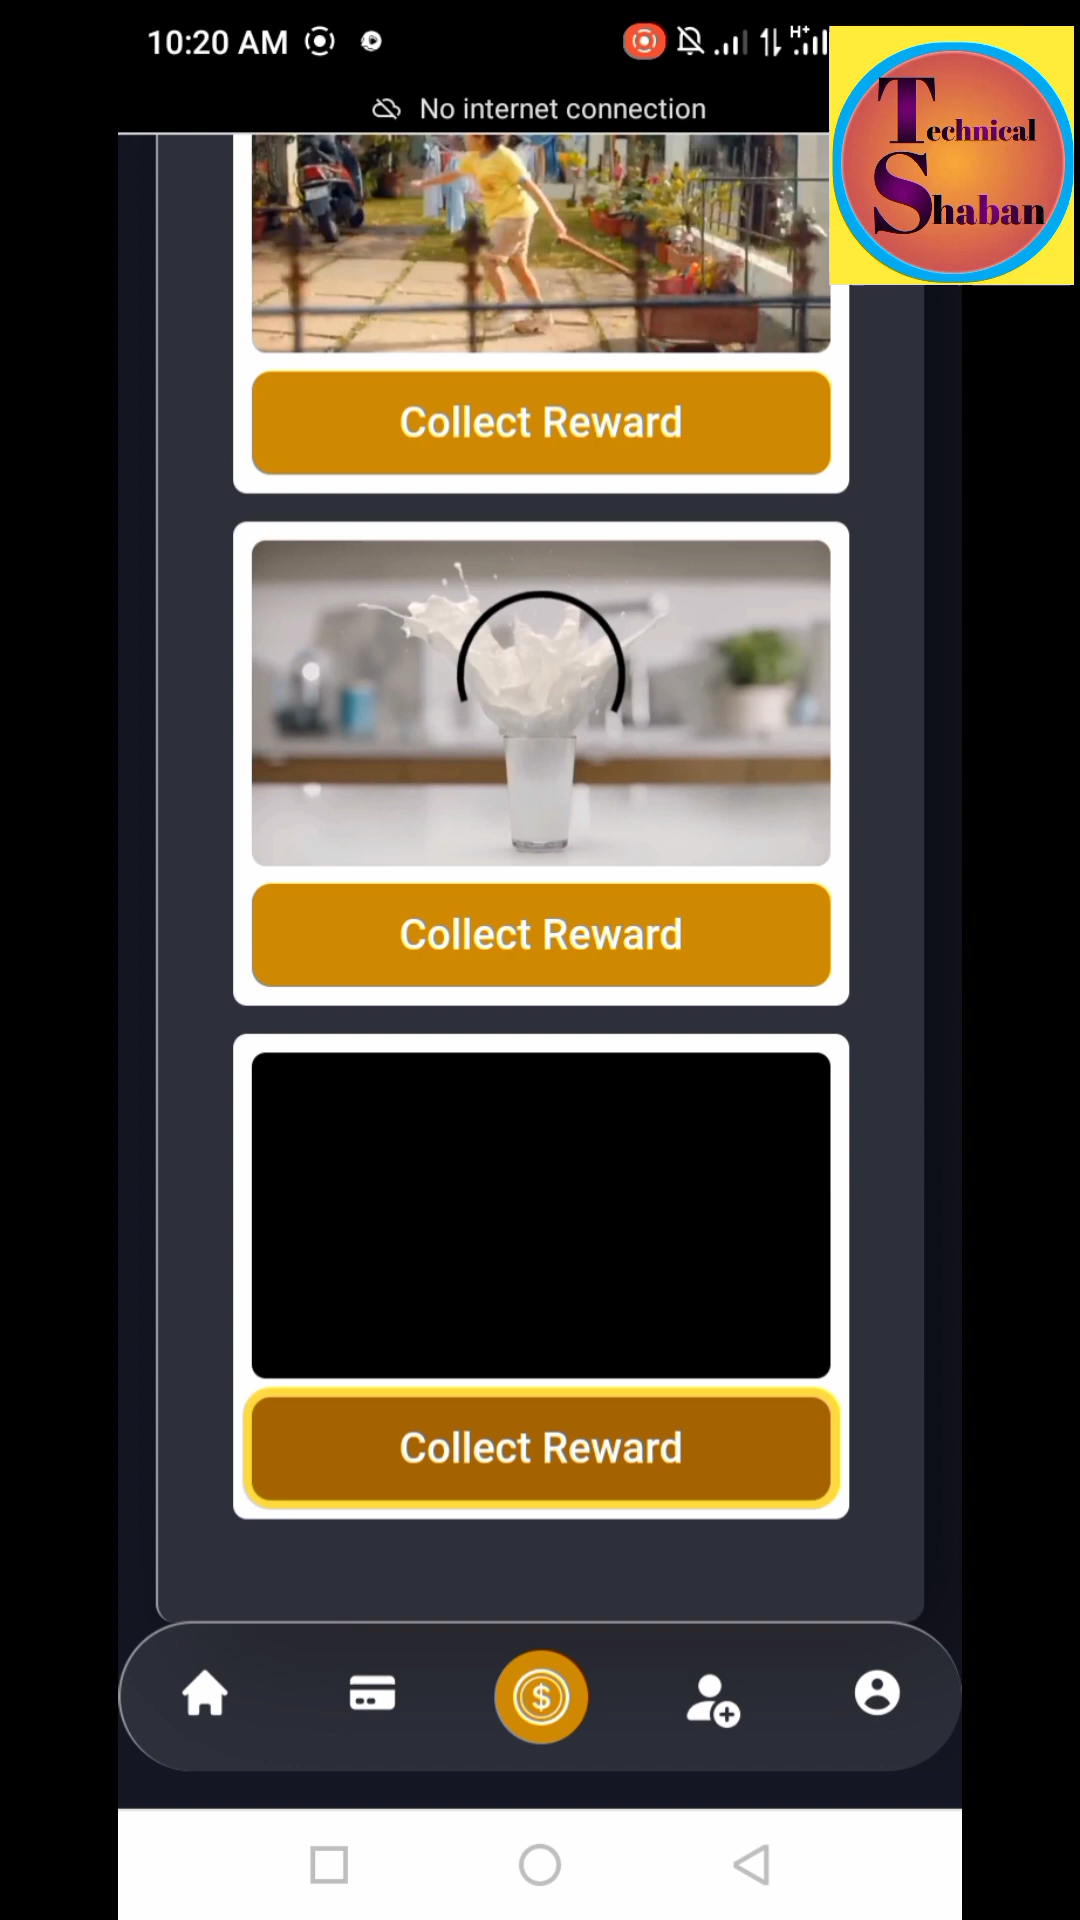 10:20 AM
H+
No internet connection
Technical
Shaban
Collect Reward
Collect Reward
Collect Reward
$